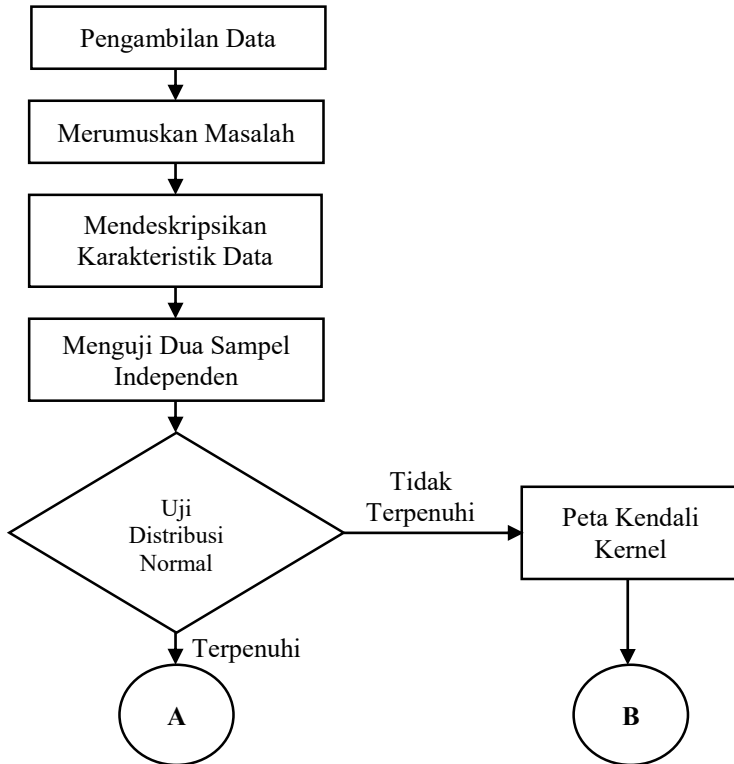 Pengambilan Data
Merumuskan Masalah
Mendeskripsikan
Karakteristik Data
Menguji Dua Sampel
Independen
Uji
Distribusi
Normal
Tidak
Terpenuhi
Peta Kendali
Kernel
Terpenuhi
A
B